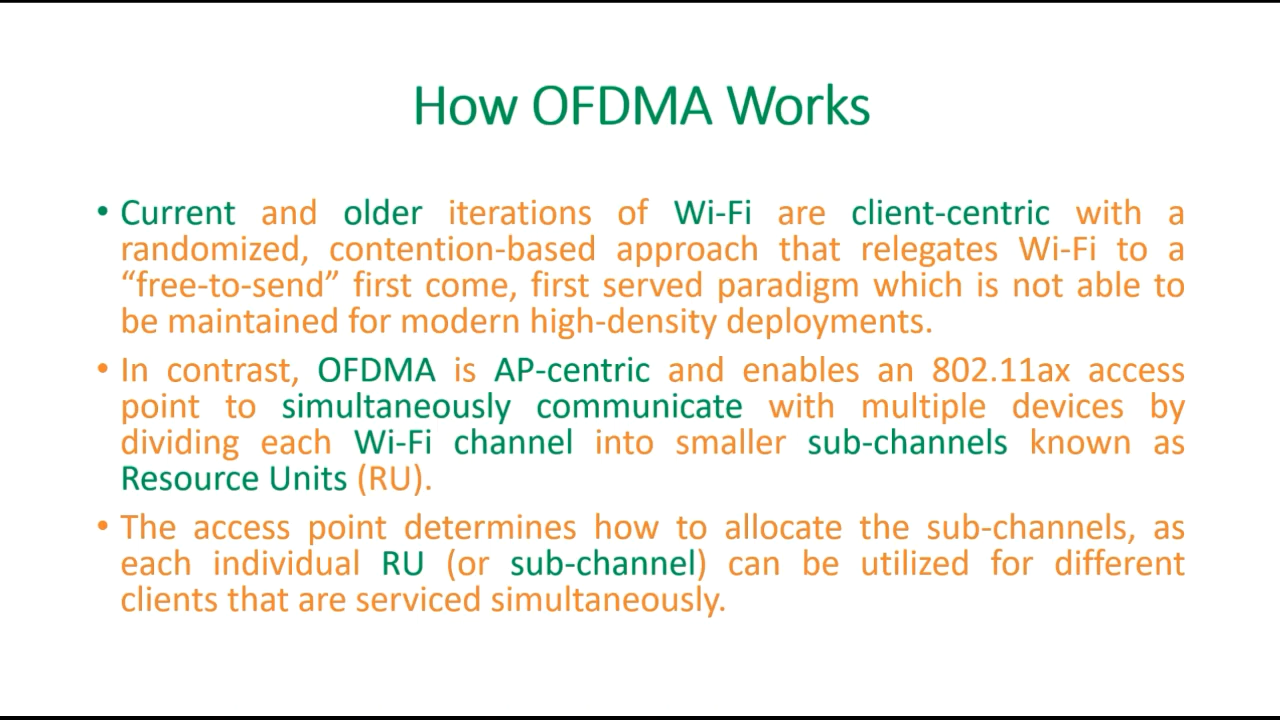 How OFDMA Works
• Current and older iterations of Wi-Fi are client-centric with a
randomized, contention-based approach that relegates Wi-Fi to a
“free-to-send” first come, first served paradigm which is not able to
be maintained for modern high-density deployments.
• In contrast, OFDMA is AP-centric and enables an 802.11ax access
point to simultaneously communicate with multiple devices by
dividing each Wi-Fi channel into smaller sub-channels known as
Resource Units (RU).
• The access point determines how to allocate the sub-channels, as
each individual RU (or sub-channel) can be utilized for different
clients that are serviced simultaneously.